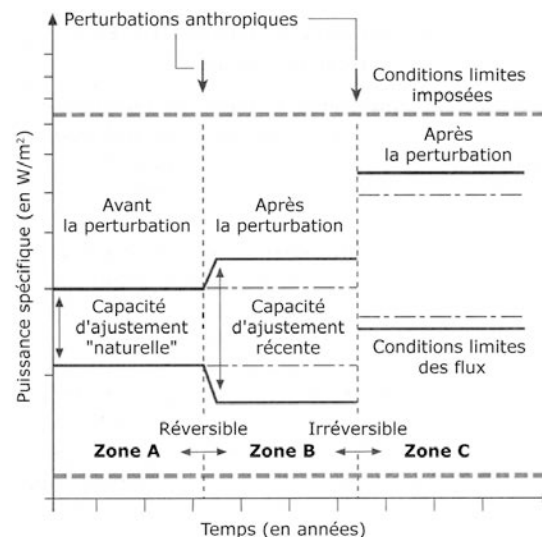 Perturbations anthropiques
Conditions limites
imposées
Après
la perturbation
Avant
la perturbation
Après
la perturbation
Capacité
d'ajustement
"naturelle"
Capacité
d'ajustement
récente
Conditions limites
des flux
Réversible
Irréversible
Zone A
Zone B
Zone C
Puissance spécifique (en W/m²)
Temps (en années)